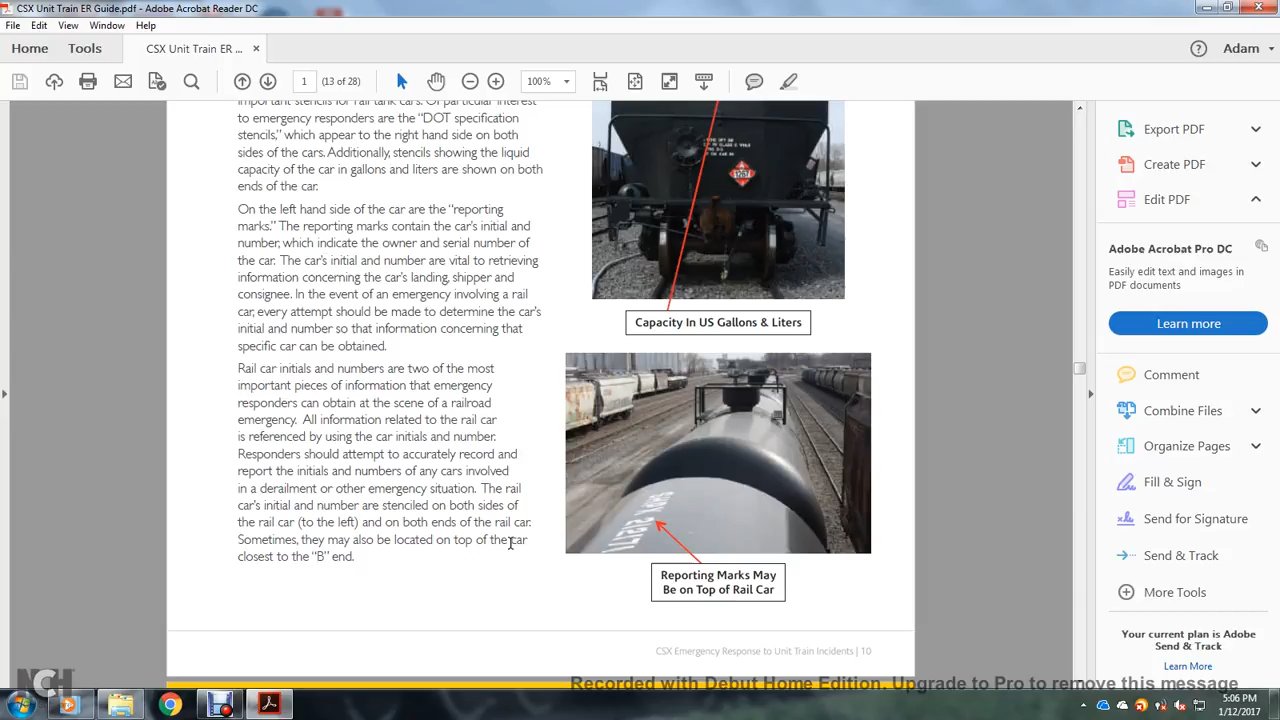 CSX Unit Train ER Guide.pdf - Adobe Acrobat Reader DC
File Edit View Window Help
Home Tools CSX Unit Train ER ... × Adam
1 (13 of 28) 100%
important stencils for rail tank cars. Of particular interest
to emergency responders are the “DOT specification
stencils,” which appear to the right hand side on both
sides of the cars. Additionally, stencils showing the liquid
capacity of the car in gallons and liters are shown on both
ends of the car.
On the left hand side of the car are the “reporting
marks.” The reporting marks contain the car’s initial and
number, which indicate the owner and serial number of
the car. The car’s initial and number are vital to retrieving
information concerning the car’s landing, shipper and
consignee. In the event of an emergency involving a rail
car, every attempt should be made to determine the car’s
initial and number so that information concerning that
specific car can be obtained.
Rail car initials and numbers are two of the most
important pieces of information that emergency
responders can obtain at the scene of a railroad
emergency. All information related to the rail car
is referenced by using the car initials and number.
Responders should attempt to accurately record and
report the initials and numbers of any cars involved
in a derailment or other emergency situation. The rail
car’s initial and number are stenciled on both sides of
the rail car (to the left) and on both ends of the rail car.
Sometimes, they may also be located on top of the car
closest to the “B” end.
1267
Capacity In US Gallons & Liters
Reporting Marks May
Be on Top of Rail Car
CSX Emergency Response to Unit Train Incidents | 10
Export PDF
Create PDF
Edit PDF
Adobe Acrobat Pro DC
Easily edit text and images in
PDF documents
Learn more
Comment
Combine Files
Organize Pages
Fill & Sign
Send for Signature
Send & Track
More Tools
Your current plan is Adobe
Send & Track
Learn More
NCH
Recorded with Debut Home Edition. Upgrade to Pro to remove this message
5:06 PM
1/12/2017